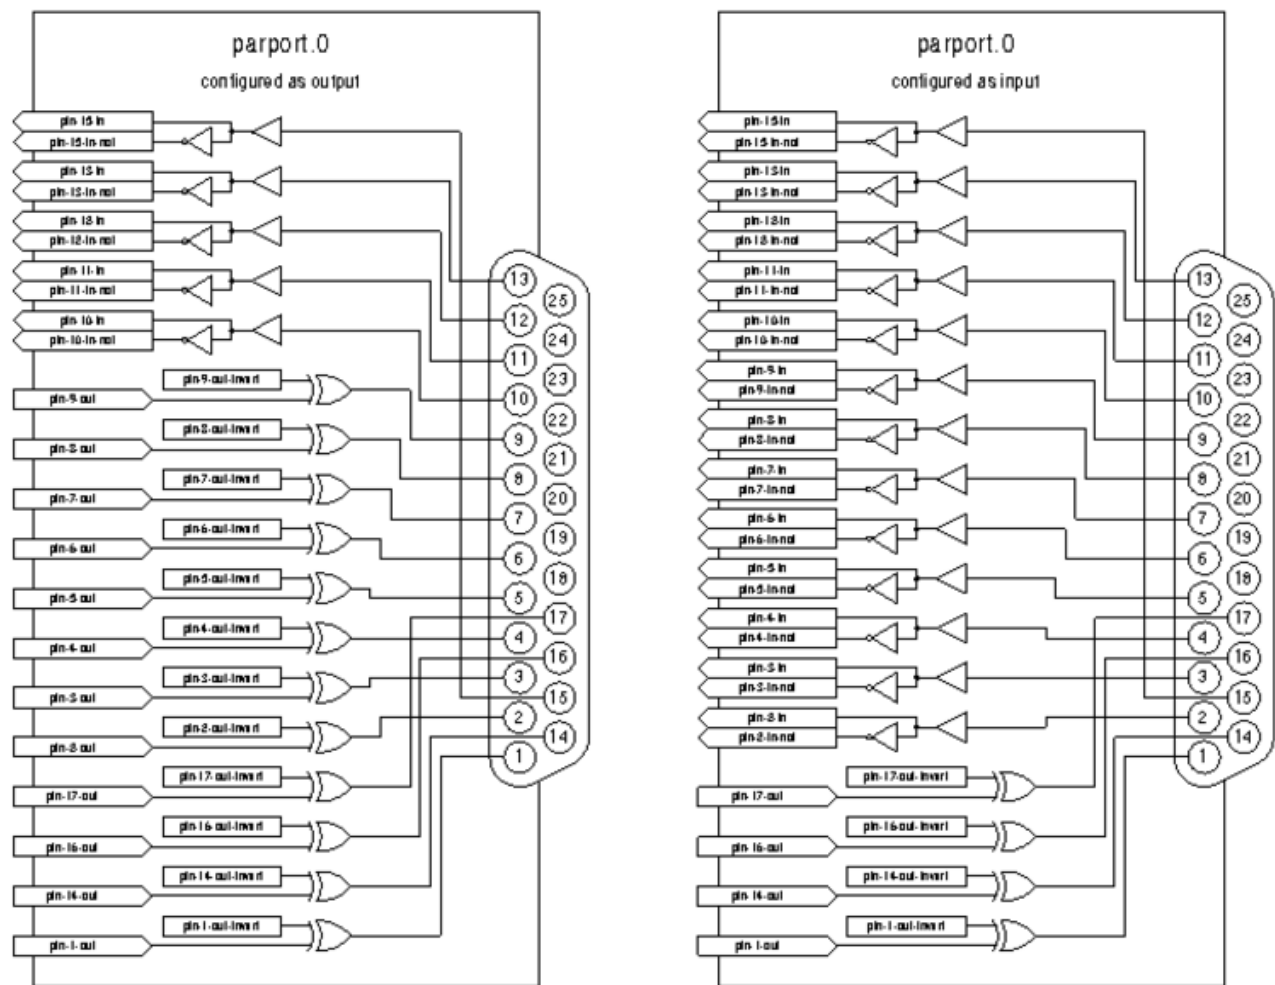 parport.0
configured as output
pin-15-in
pin-15-in-not
pin-13-in
pin-13-in-not
pin-12-in
pin-12-in-not
pin-11-in
pin-11-in-not
pin-10-in
pin-10-in-not
pin-9-out-invert
pin-9-out
pin-8-out-invert
pin-8-out
pin-7-out-invert
pin-7-out
pin-6-out-invert
pin-6-out
pin-5-out-invert
pin-5-out
pin-4-out-invert
pin-4-out
pin-3-out-invert
pin-3-out
pin-2-out-invert
pin-2-out
pin-17-out-invert
pin-17-out
pin-16-out-invert
pin-16-out
pin-14-out-invert
pin-14-out
pin-1-out-invert
pin-1-out
13
25
12
24
11
23
10
22
9
21
8
20
7
19
6
18
5
17
4
16
3
15
2
14
1
parport.0
configured as input
pin-15-in
pin-15-in-not
pin-13-in
pin-13-in-not
pin-12-in
pin-12-in-not
pin-11-in
pin-11-in-not
pin-10-in
pin-10-in-not
pin-9-in
pin-9-in-not
pin-8-in
pin-8-in-not
pin-7-in
pin-7-in-not
pin-6-in
pin-6-in-not
pin-5-in
pin-5-in-not
pin-4-in
pin-4-in-not
pin-3-in
pin-3-in-not
pin-2-in
pin-2-in-not
pin-17-out-invert
pin-17-out
pin-16-out-invert
pin-16-out
pin-14-out-invert
pin-14-out
pin-1-out-invert
pin-1-out
13
25
12
24
11
23
10
22
9
21
8
20
7
19
6
18
5
17
4
16
3
15
2
14
1